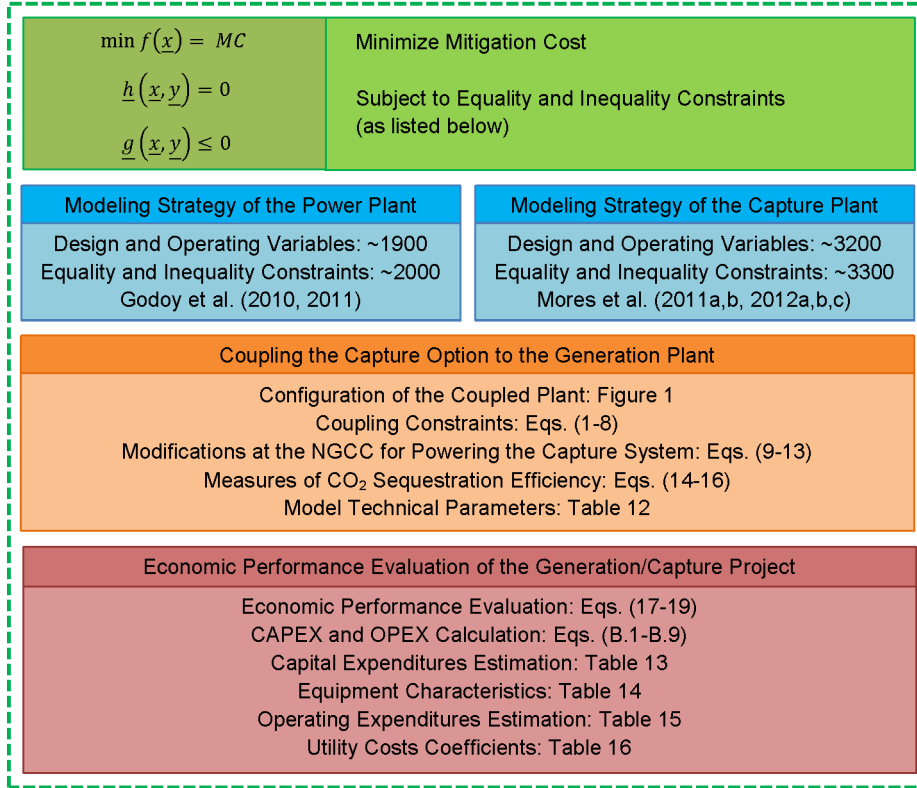 min f(x) = MC
h(x, y) = 0
g(x, y) ≤ 0
Minimize Mitigation Cost
Subject to Equality and Inequality Constraints
(as listed below)
Modeling Strategy of the Power Plant
Design and Operating Variables: ~1900
Equality and Inequality Constraints: ~2000
Godoy et al. (2010, 2011)
Modeling Strategy of the Capture Plant
Design and Operating Variables: ~3200
Equality and Inequality Constraints: ~3300
Mores et al. (2011a,b, 2012a,b,c)
Coupling the Capture Option to the Generation Plant
Configuration of the Coupled Plant: Figure 1
Coupling Constraints: Eqs. (1-8)
Modifications at the NGCC for Powering the Capture System: Eqs. (9-13)
Measures of CO₂ Sequestration Efficiency: Eqs. (14-16)
Model Technical Parameters: Table 12
Economic Performance Evaluation of the Generation/Capture Project
Economic Performance Evaluation: Eqs. (17-19)
CAPEX and OPEX Calculation: Eqs. (B.1-B.9)
Capital Expenditures Estimation: Table 13
Equipment Characteristics: Table 14
Operating Expenditures Estimation: Table 15
Utility Costs Coefficients: Table 16